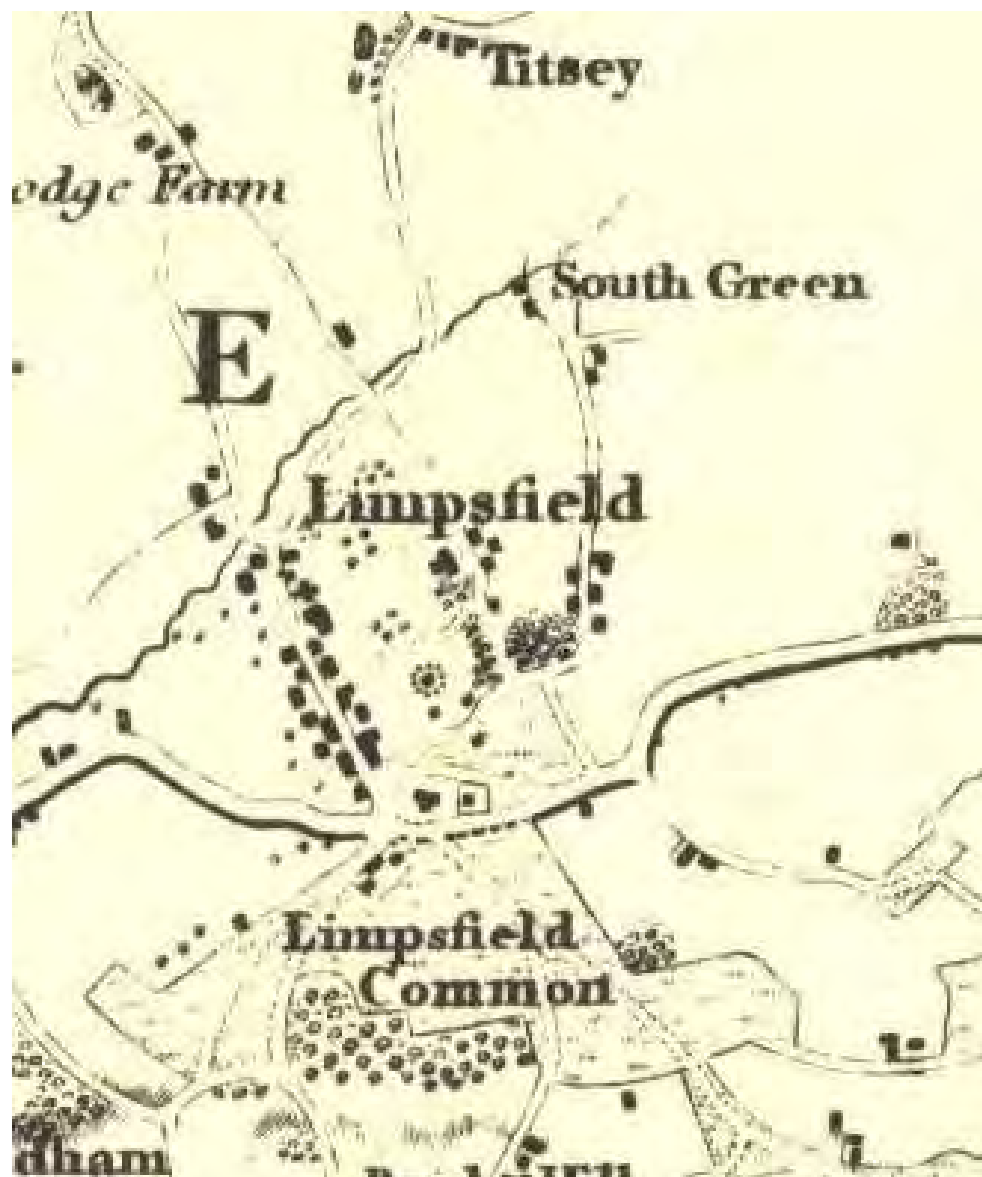 Titsey
odge Farm
South Green
E
Limpsfield
Limpsfield
Common
dham